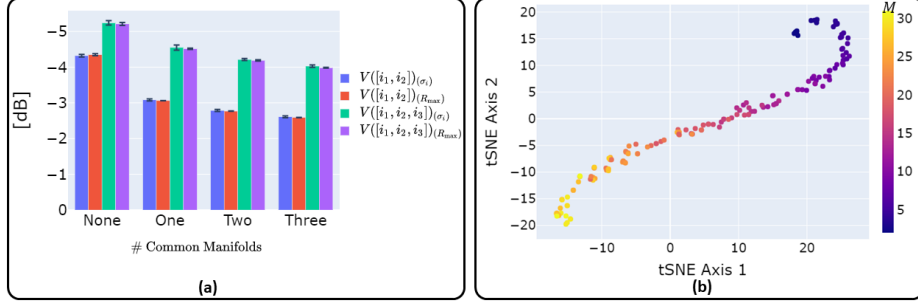 −5
−4
−3
−2
−1
0
[dB]
None
One
Two
Three
# Common Manifolds
V([i₁, i₂])(σᵢ)
V([i₁, i₂])(Rmax)
V([i₁, i₂, i₃])(σᵢ)
V([i₁, i₂, i₃])(Rmax)
(a)
20
15
10
5
0
−5
−10
−15
−20
tSNE Axis 2
−10
0
10
20
tSNE Axis 1
M
30
25
20
15
10
5
(b)